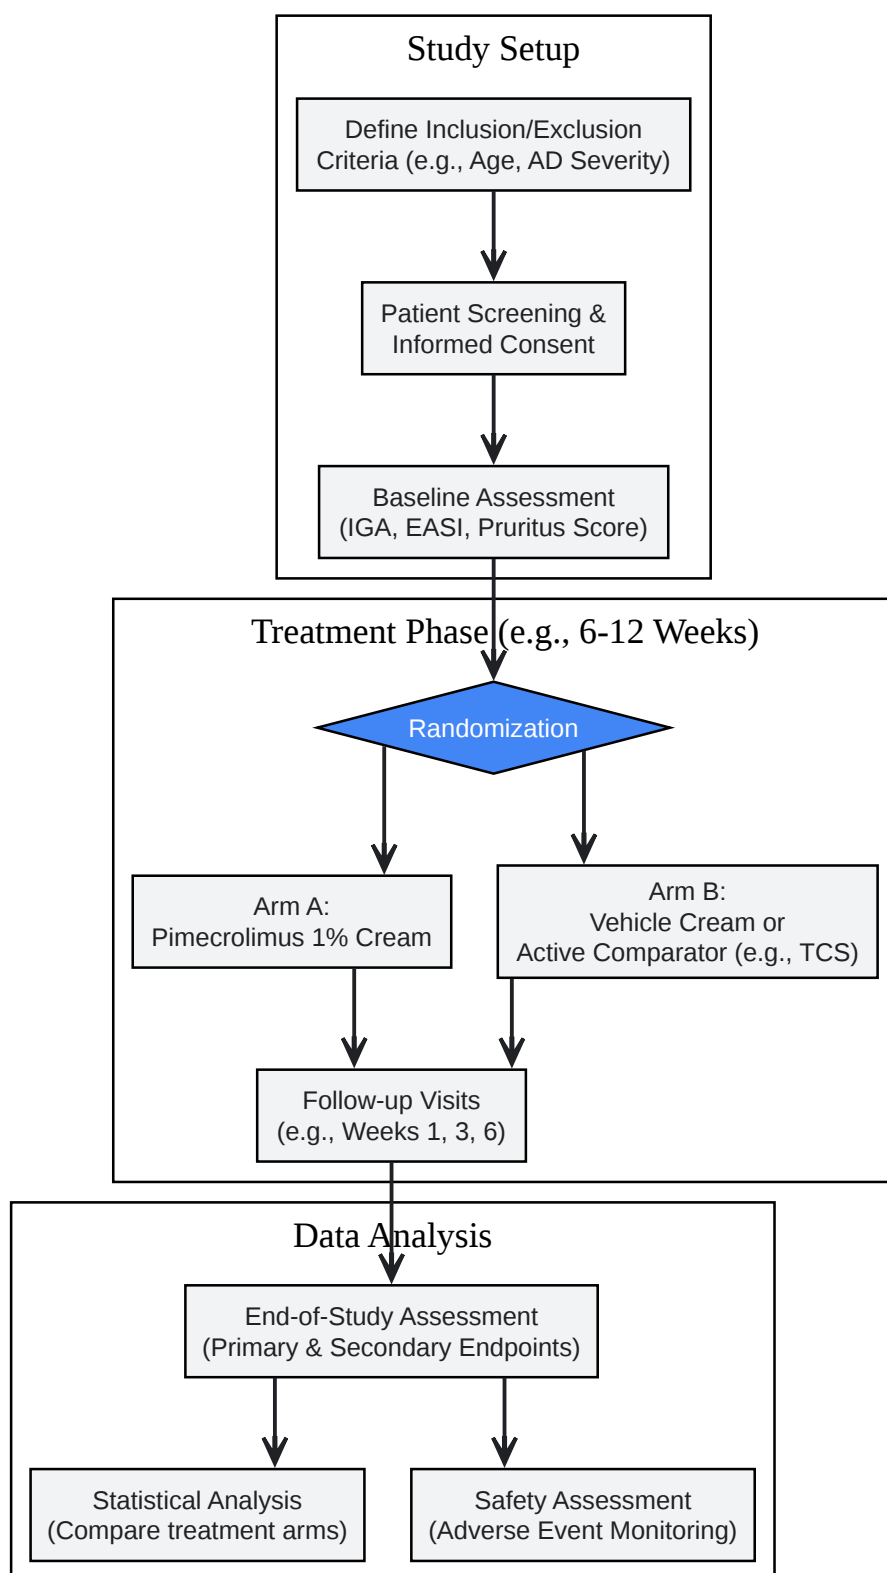 Study Setup
Define Inclusion/Exclusion
Criteria (e.g., Age, AD Severity)
Patient Screening &
Informed Consent
Baseline Assessment
(IGA, EASI, Pruritus Score)
Treatment Phase (e.g., 6-12 Weeks)
Randomization
Arm A:
Pimecrolimus 1% Cream
Arm B:
Vehicle Cream or
Active Comparator (e.g., TCS)
Follow-up Visits
(e.g., Weeks 1, 3, 6)
Data Analysis
End-of-Study Assessment
(Primary & Secondary Endpoints)
Statistical Analysis
(Compare treatment arms)
Safety Assessment
(Adverse Event Monitoring)